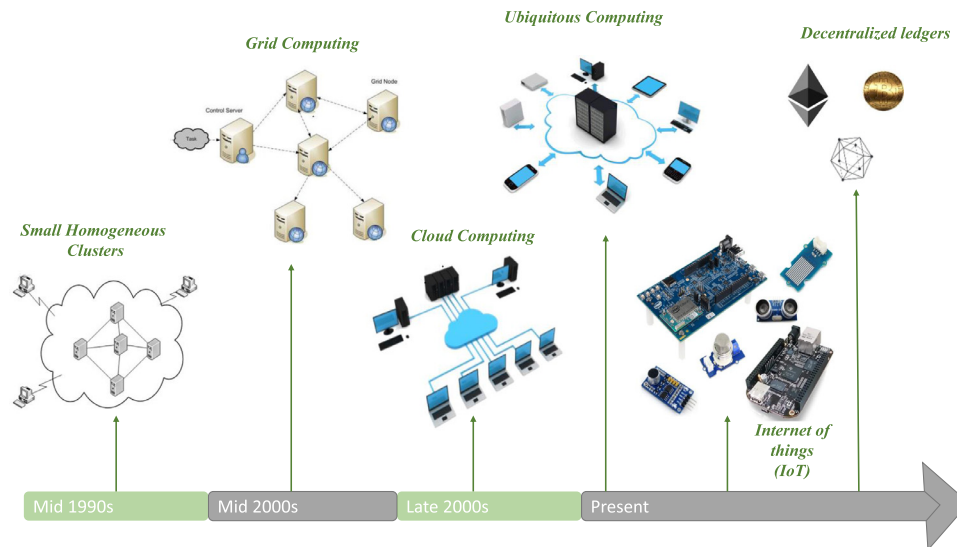 Ubiquitous Computing
Decentralized ledgers
Grid Computing
Grid Node
Control Server
Task
Small Homogeneous
Clusters
Cloud Computing
Internet of
things
(IoT)
Mid 1990s
Mid 2000s
Late 2000s
Present